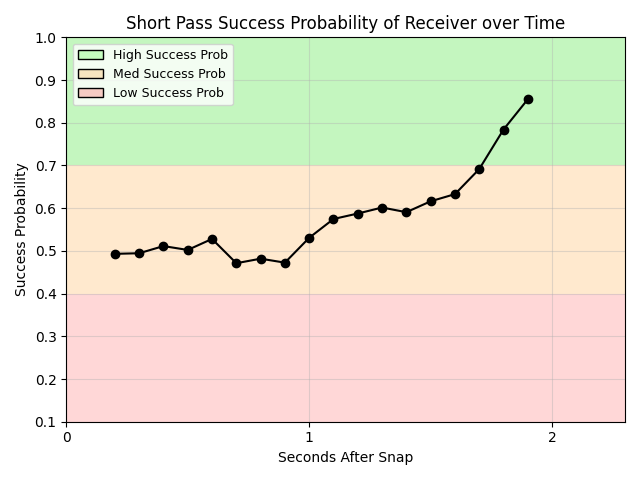 Short Pass Success Probability of Receiver over Time
High Success Prob
Med Success Prob
Low Success Prob
Success Probability
1.0
0.9
0.8
0.7
0.6
0.5
0.4
0.3
0.2
0.1
0 1 2
Seconds After Snap